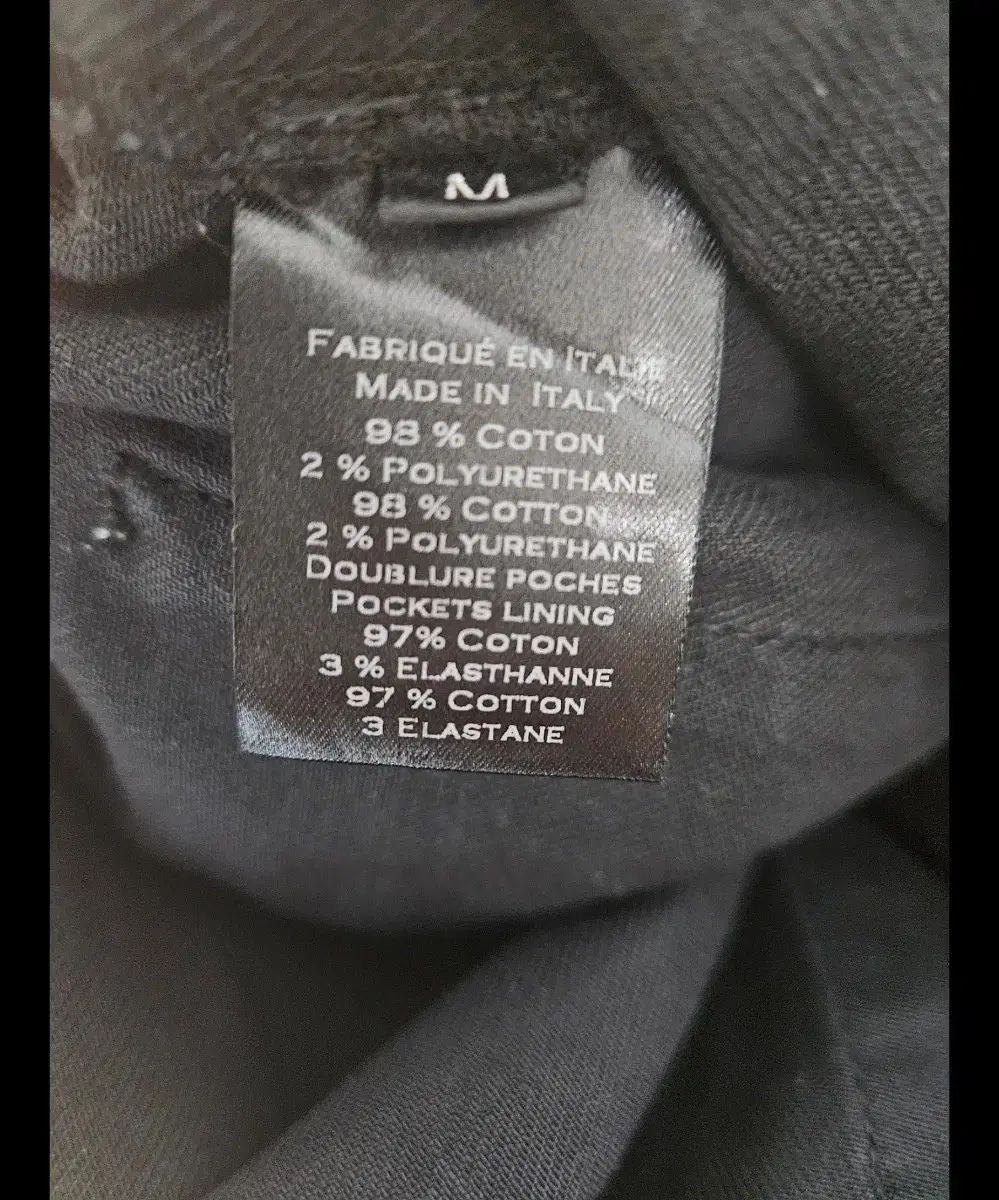 M
FABRIQUÉ EN ITALIE
MADE IN ITALY
98 % COTON
2 % POLYURETHANE
98 % COTTON
2 % POLYURETHANE
DOUBLURE POCHES
POCKETS LINING
97% COTON
3 % ELASTHANNE
97 % COTTON
3 ELASTANE